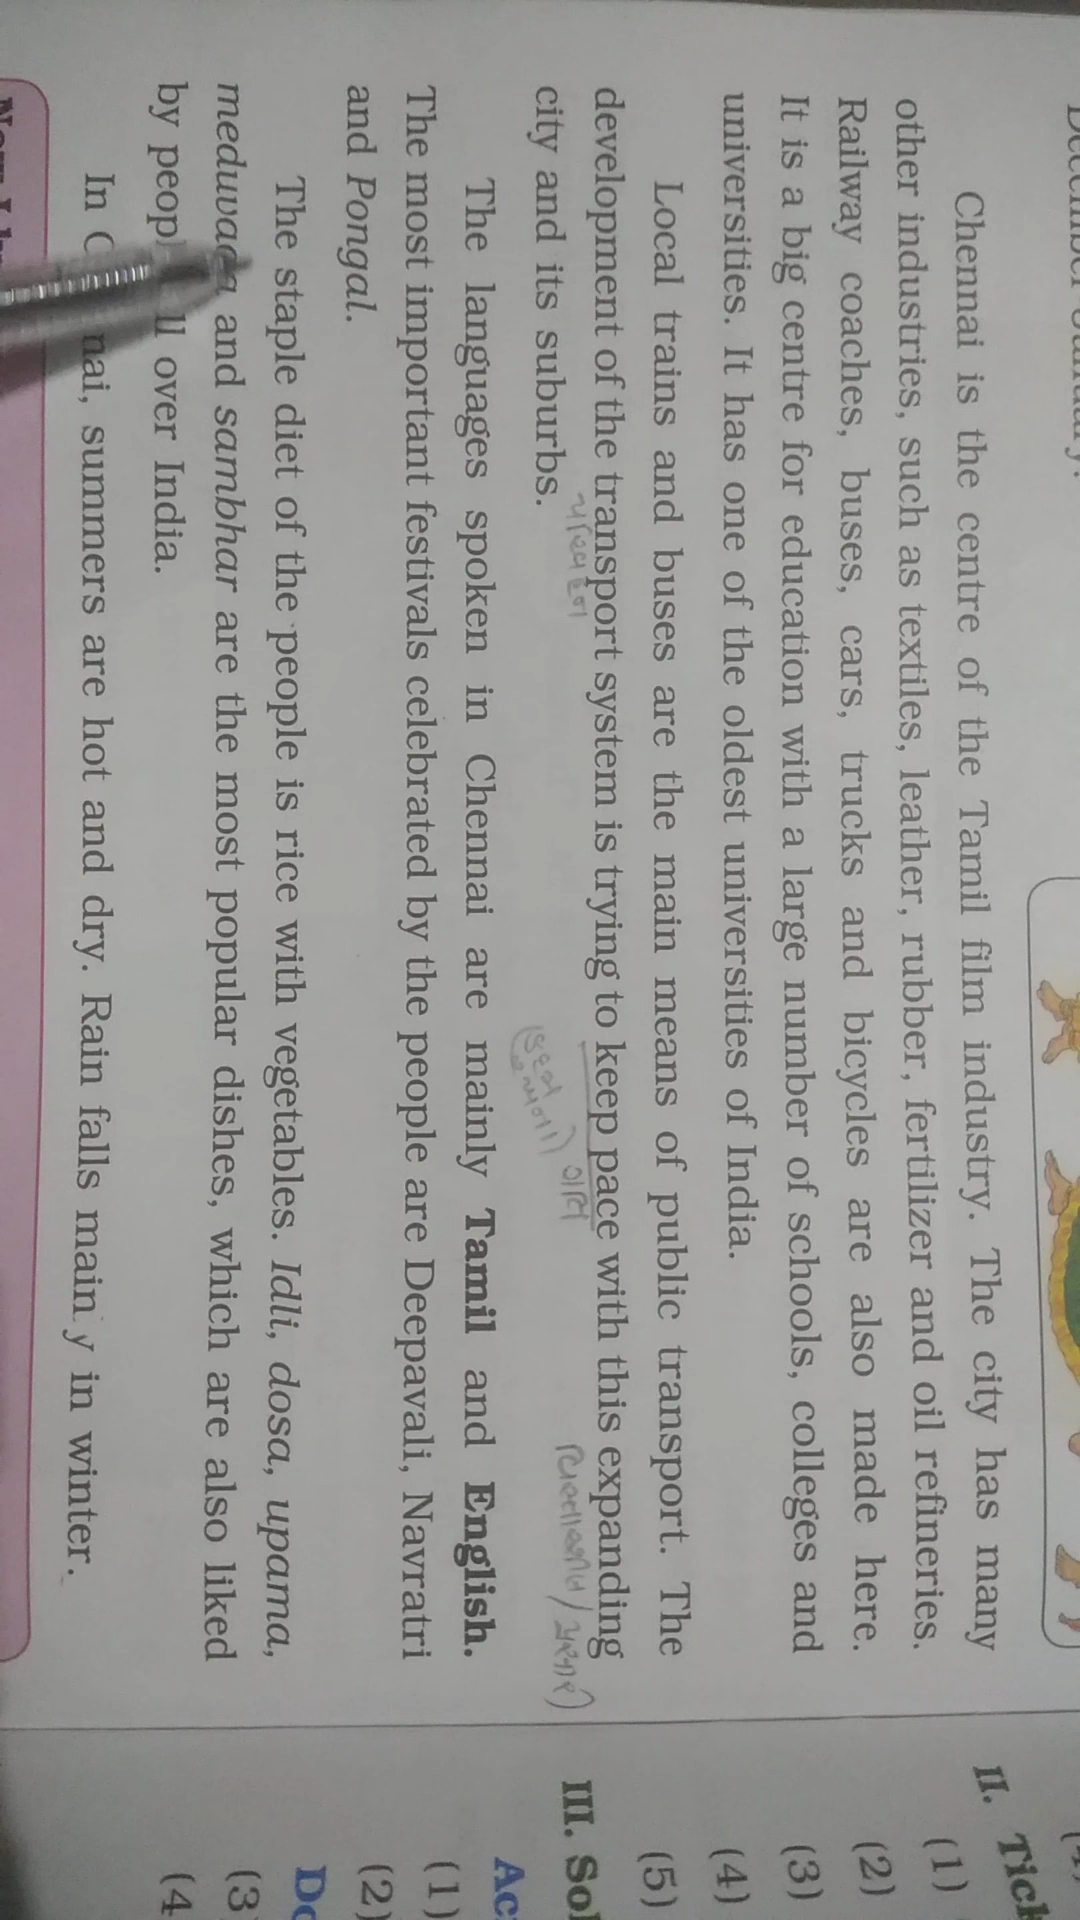 Chennai is the centre of the Tamil film industry. The city has many
other industries, such as textiles, leather, rubber, fertilizer and oil refineries.
Railway coaches, buses, cars, trucks and bicycles are also made here.
It is a big centre for education with a large number of schools, colleges and
universities. It has one of the oldest universities of India.
Local trains and buses are the main means of public transport. The
development of the transport system is trying to keep pace with this expanding
પરિવહન
city and its suburbs.
The languages spoken in Chennai are mainly Tamil and English.
The most important festivals celebrated by the people are Deepavali, Navratri
and Pongal.
The staple diet of the people is rice with vegetables. Idli, dosa, upama,
meduvada and sambhar are the most popular dishes, which are also liked
by over India.
In summers are hot and dry. Rain falls mainy in winter.
II.
(1)
(2)
(3)
(4)
(5)
III.
(1)
(2)
(3
(4